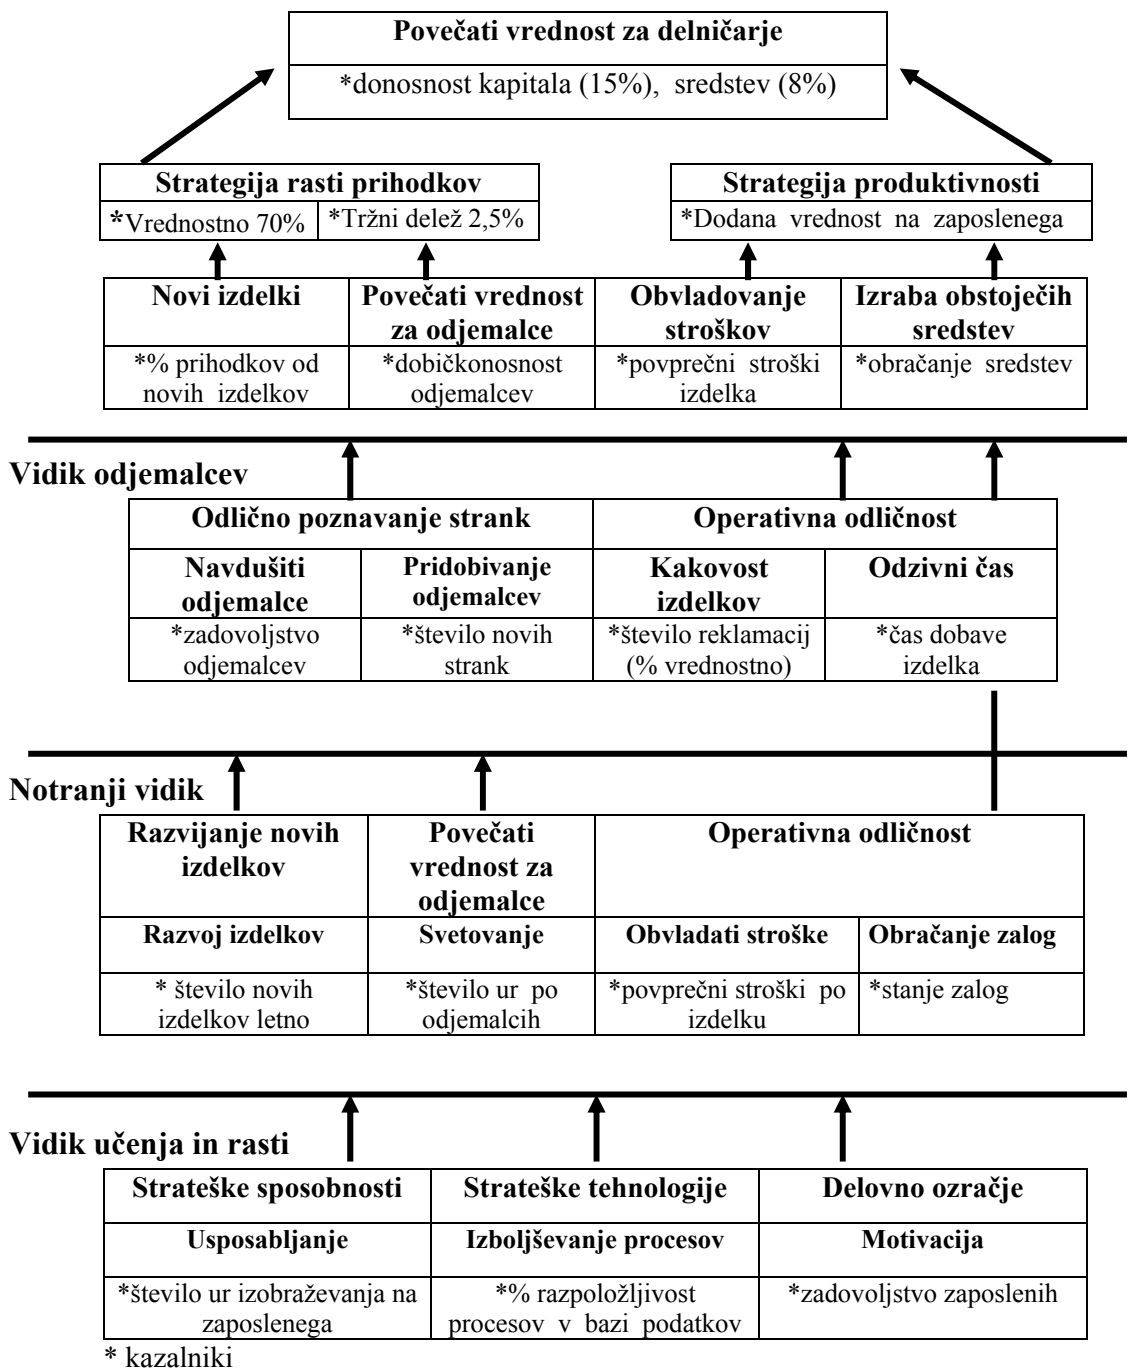 Povečati vrednost za delničarje
*donosnost kapitala (15%), sredstev (8%)
Strategija rasti prihodkov
*Vrednostno 70%
*Tržni delež 2,5%
Strategija produktivnosti
*Dodana vrednost na zaposlenega
Novi izdelki
*% prihodkov od
novih izdelkov
Povečati vrednost
za odjemalce
*dobičkonosnost
odjemalcev
Obvladovanje
stroškov
*povprečni stroški
izdelka
Izraba obstoječih
sredstev
*obračanje sredstev
Vidik odjemalcev
Odlično poznavanje strank
Operativna odličnost
Navdušiti
odjemalce
*zadovoljstvo
odjemalcev
Pridobivanje
odjemalcev
*število novih
strank
Kakovost
izdelkov
*število reklamacij
(% vrednostno)
Odzivni čas
*čas dobave
izdelka
Notranji vidik
Razvijanje novih
izdelkov
Razvoj izdelkov
* število novih
izdelkov letno
Povečati
vrednost za
odjemalce
Svetovanje
*število ur po
odjemalcih
Operativna odličnost
Obvladati stroške
*povprečni stroški po
izdelku
Obračanje zalog
*stanje zalog
Vidik učenja in rasti
Strateške sposobnosti
Usposabljanje
*število ur izobraževanja na
zaposlenega
Strateške tehnologije
Izboljševanje procesov
*% razpoložljivost
procesov v bazi podatkov
Delovno ozračje
Motivacija
*zadovoljstvo zaposlenih
* kazalniki